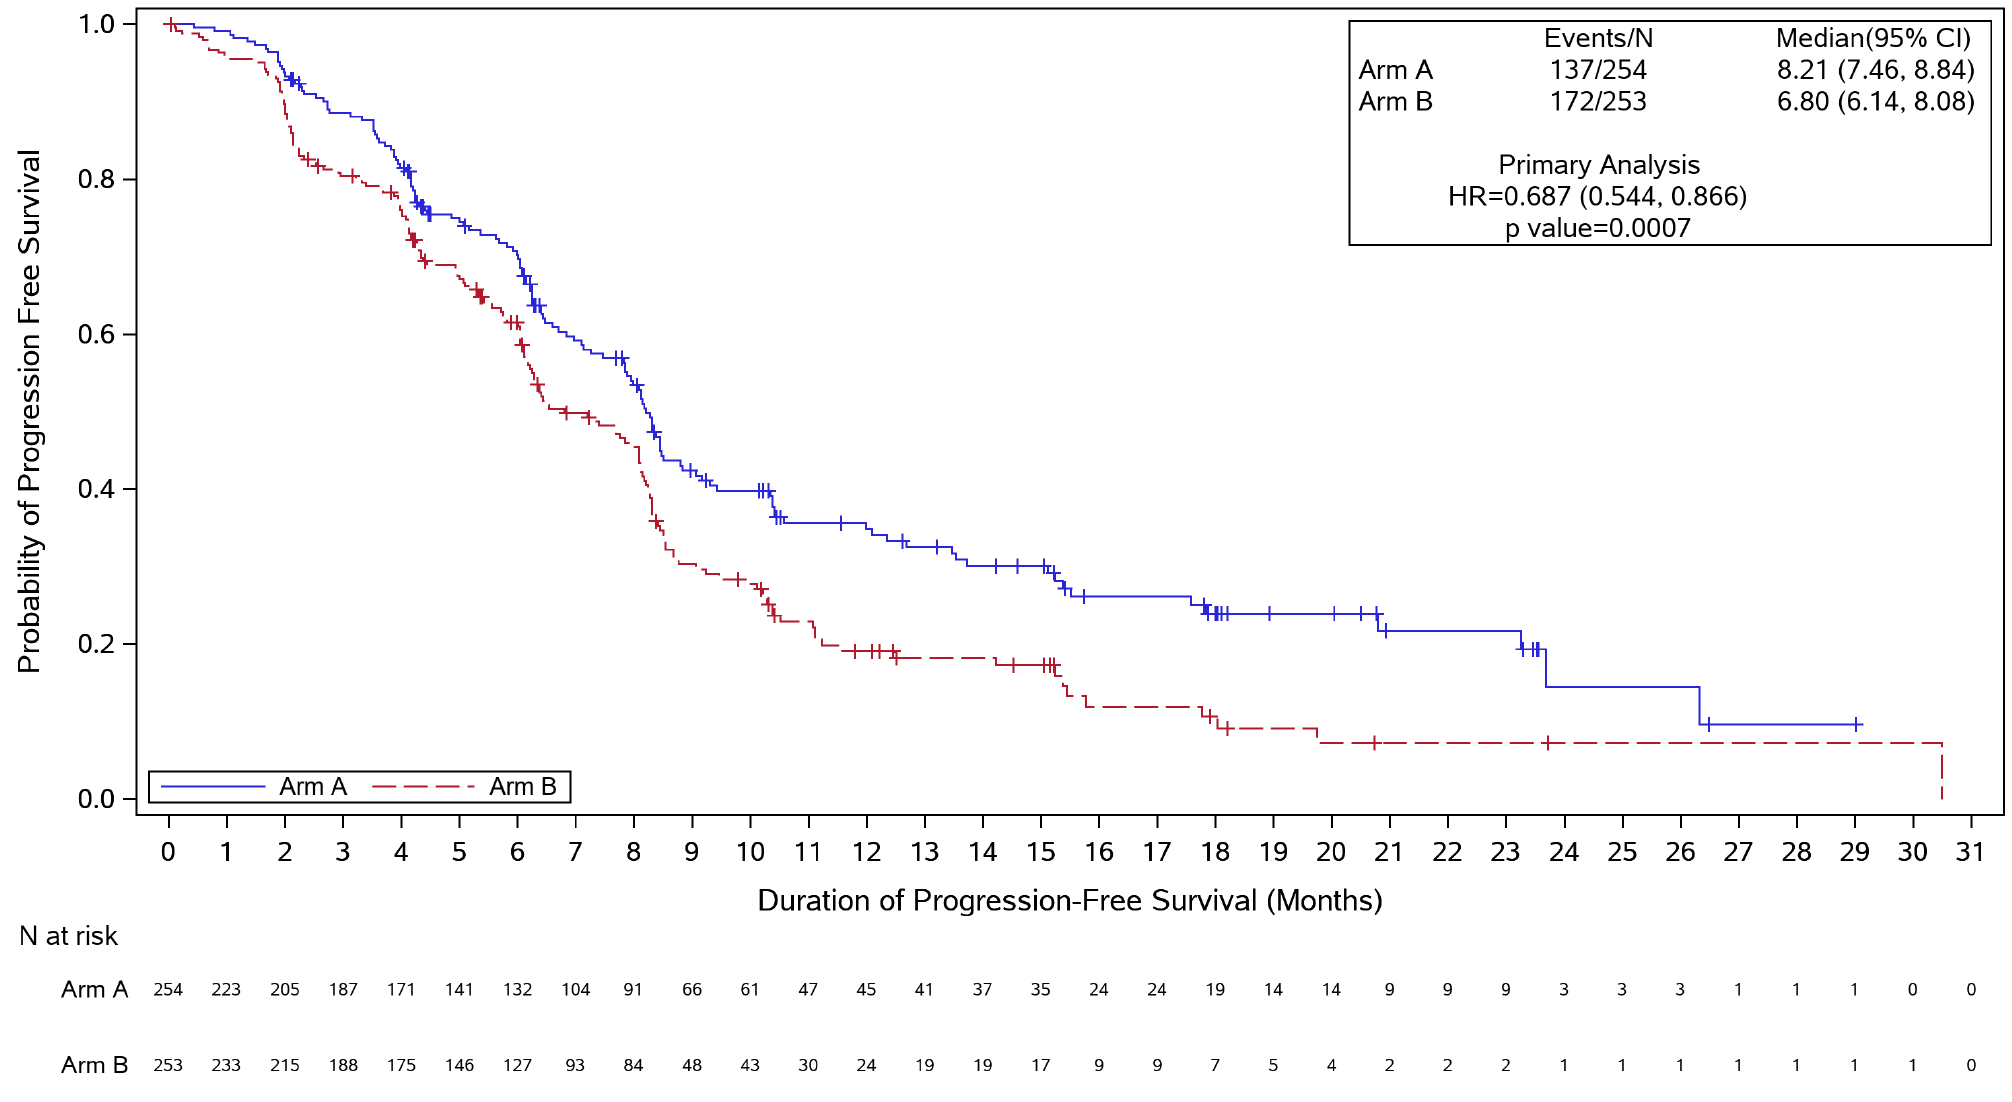 Events/N Median(95% CI)
Arm A 137/254 8.21 (7.46, 8.84)
Arm B 172/253 6.80 (6.14, 8.08)
Primary Analysis
HR=0.687 (0.544, 0.866)
p value=0.0007
Probability of Progression Free Survival
1.0
0.8
0.6
0.4
0.2
0.0
Arm A Arm B
0 1 2 3 4 5 6 7 8 9 10 11 12 13 14 15 16 17 18 19 20 21 22 23 24 25 26 27 28 29 30 31
Duration of Progression-Free Survival (Months)
N at risk
Arm A 254 223 205 187 171 141 132 104 91 66 61 47 45 41 37 35 24 24 19 14 14 9 9 9 3 3 3 1 1 1 0 0
Arm B 253 233 215 188 175 146 127 93 84 48 43 30 24 19 19 17 9 9 7 5 4 2 2 2 1 1 1 1 1 1 1 0